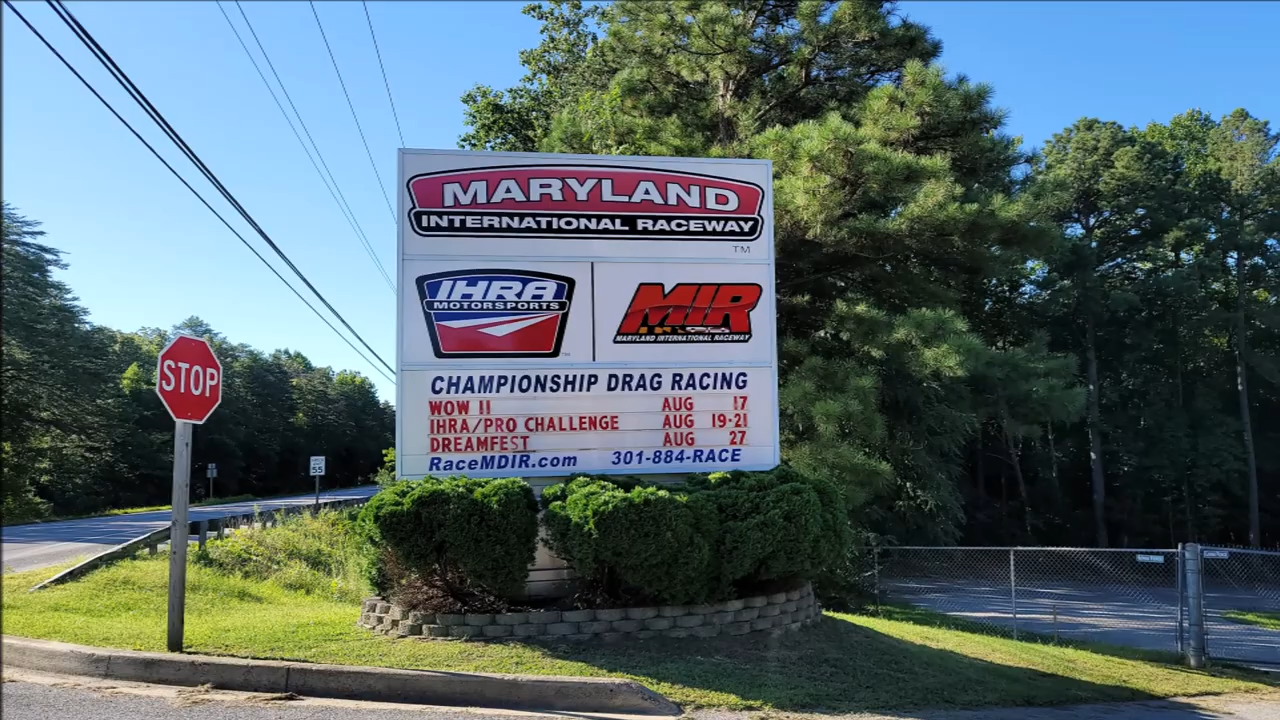 MARYLAND
INTERNATIONAL RACEWAY
TM
IHRA
MOTORSPORTS
TM
MIR
MARYLAND INTERNATIONAL RACEWAY
CHAMPIONSHIP DRAG RACING
WOW II AUG 17
IHRA/PRO CHALLENGE AUG 19-21
DREAMFEST AUG 27
RaceMDIR.com 301-884-RACE
STOP
55